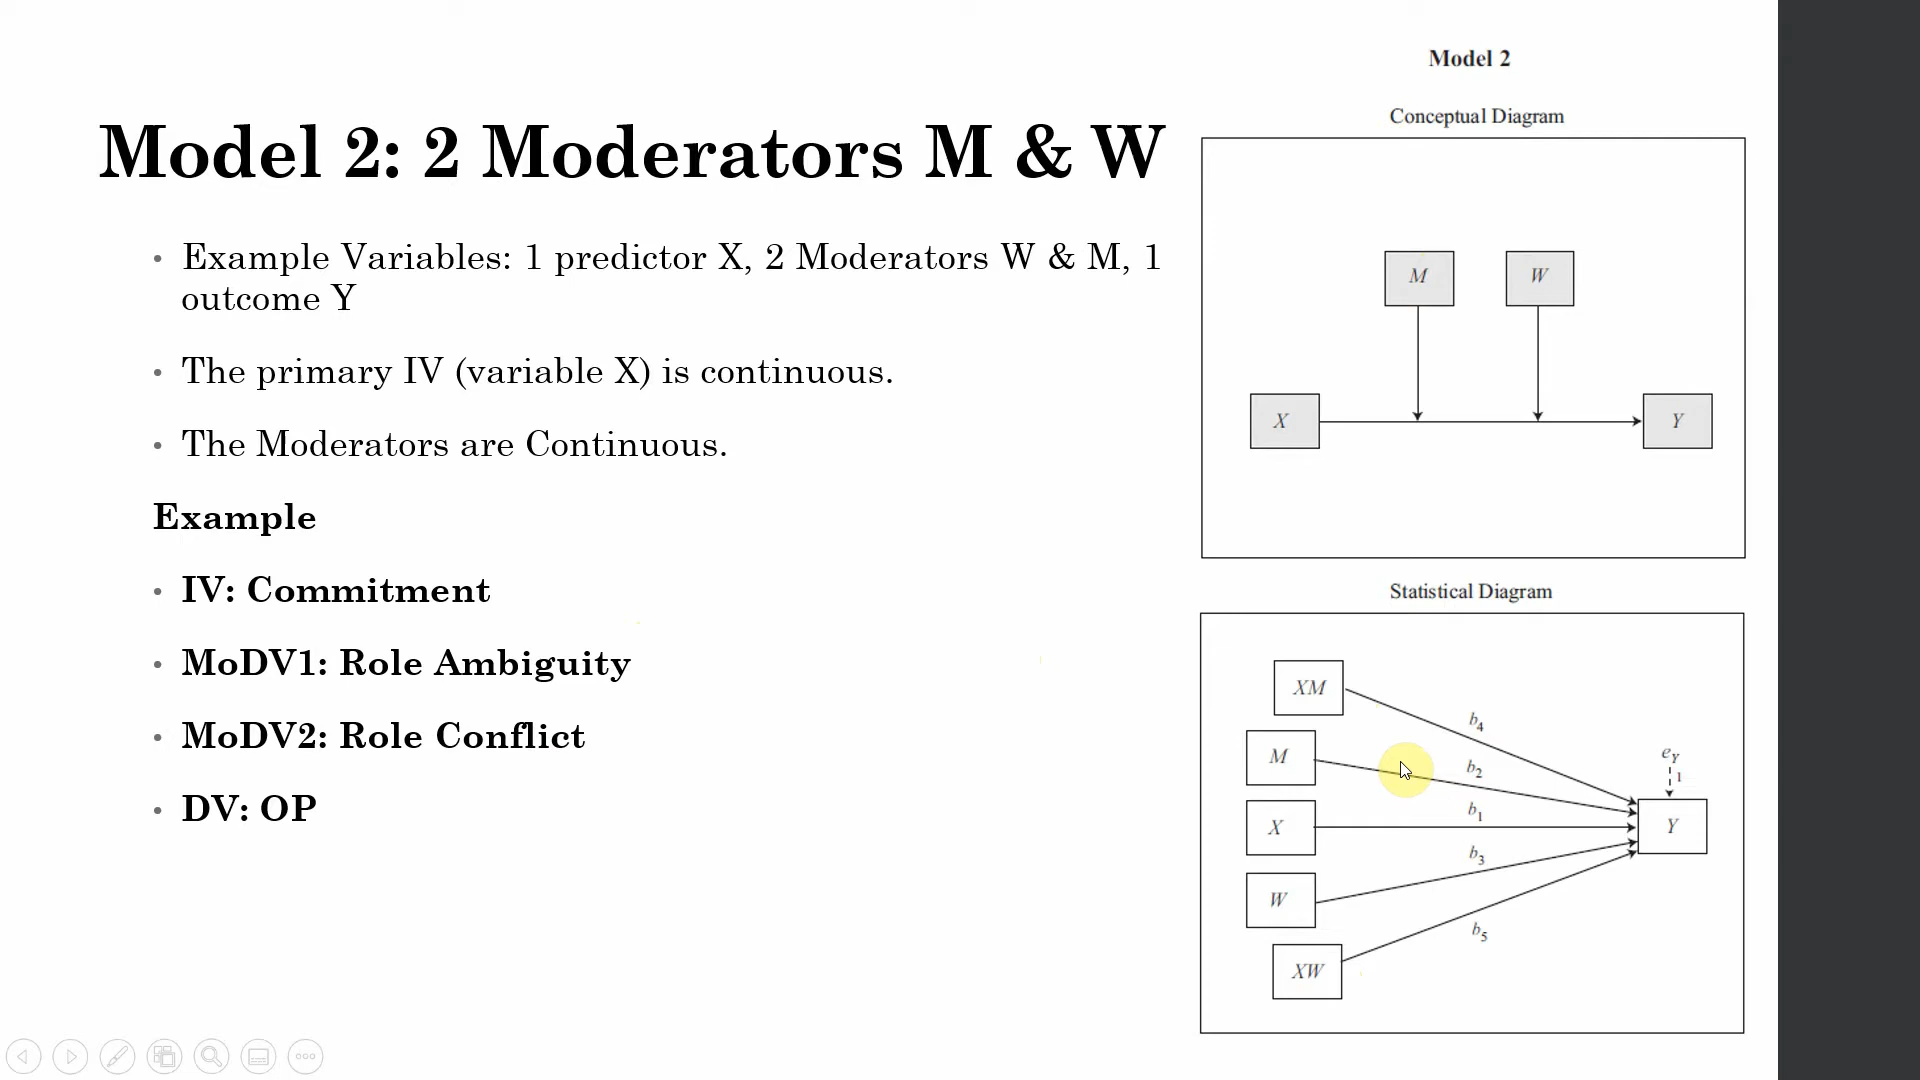 Model 2: 2 Moderators M & W
Example Variables: 1 predictor X, 2 Moderators W & M, 1
outcome Y
The primary IV (variable X) is continuous.
The Moderators are Continuous.
Example
IV: Commitment
MoDV1: Role Ambiguity
MoDV2: Role Conflict
DV: OP
Model 2
Conceptual Diagram
M W
X Y
Statistical Diagram
XM
b4
M
b2
eY
1
X
b1
Y
W
b3
XW
b5